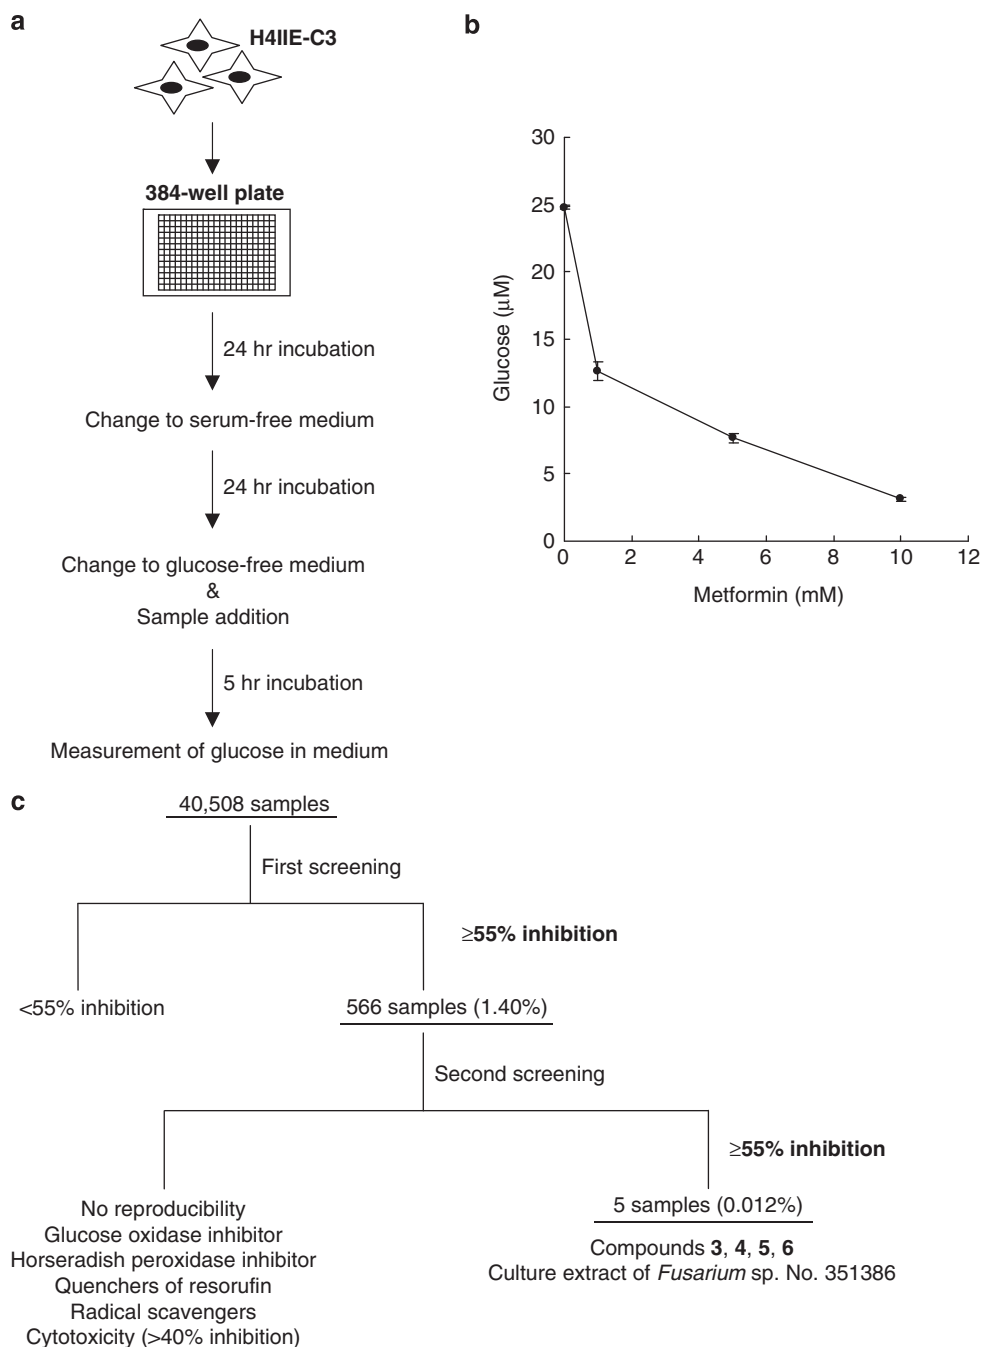 a
H4IIE-C3
384-well plate
24 hr incubation
Change to serum-free medium
24 hr incubation
Change to glucose-free medium
&
Sample addition
5 hr incubation
Measurement of glucose in medium
b
30
25
20
15
10
5
0
Glucose (μM)
0 2 4 6 8 10 12
Metformin (mM)
c
40,508 samples
First screening
≥55% inhibition
<55% inhibition
566 samples (1.40%)
Second screening
≥55% inhibition
No reproducibility
Glucose oxidase inhibitor
Horseradish peroxidase inhibitor
Quenchers of resorufin
Radical scavengers
Cytotoxicity (>40% inhibition)
5 samples (0.012%)
Compounds 3, 4, 5, 6
Culture extract of Fusarium sp. No. 351386